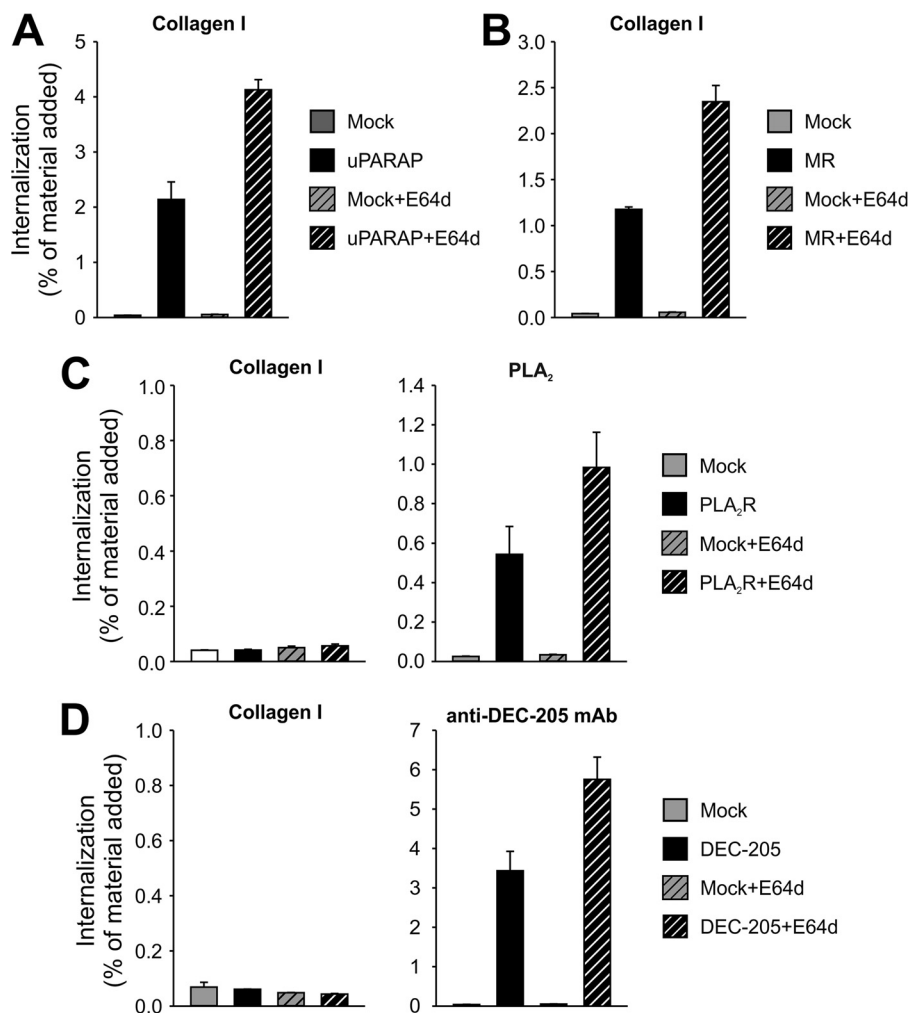 A
Collagen I
Internalization
(% of material added)
5
4
3
2
1
0
Mock
uPARAP
Mock+E64d
uPARAP+E64d
B
Collagen I
3.0
2.5
2.0
1.5
1.0
0.5
0.0
Mock
MR
Mock+E64d
MR+E64d
C
Collagen I
Internalization
(% of material added)
1.0
0.8
0.6
0.4
0.2
0.0
PLA₂
1.4
1.2
1.0
0.8
0.6
0.4
0.2
0.0
Mock
PLA₂R
Mock+E64d
PLA₂R+E64d
D
Collagen I
Internalization
(% of material added)
1.0
0.8
0.6
0.4
0.2
0.0
anti-DEC-205 mAb
7
6
5
4
3
2
1
0
Mock
DEC-205
Mock+E64d
DEC-205+E64d